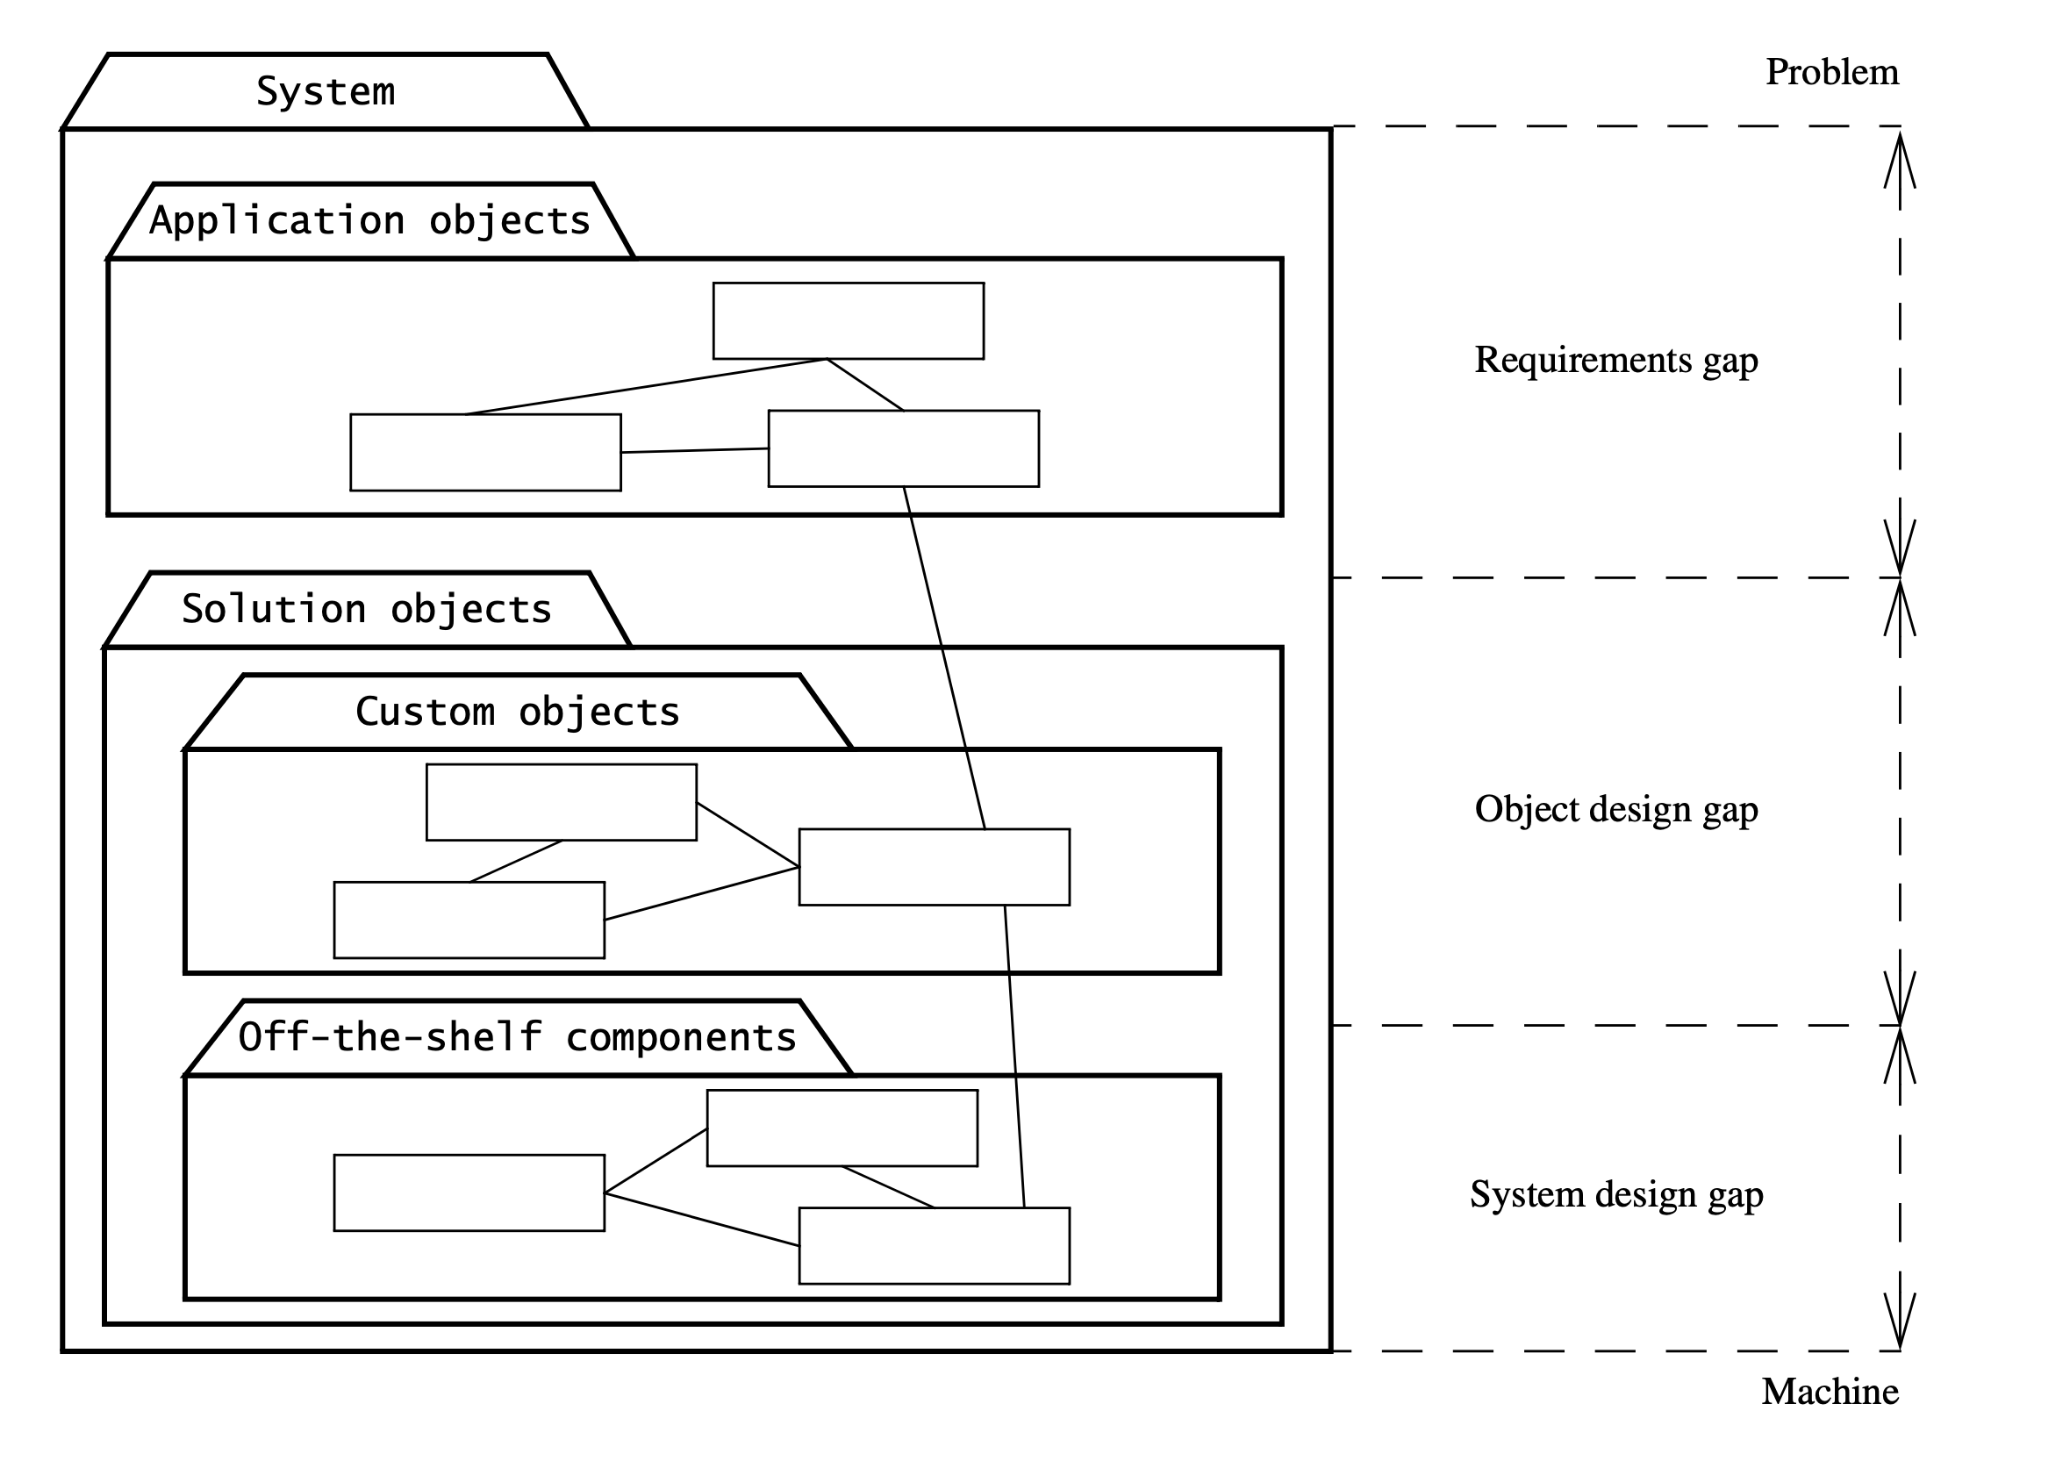 System
Problem
Application objects
Requirements gap
Solution objects
Custom objects
Object design gap
Off-the-shelf components
System design gap
Machine